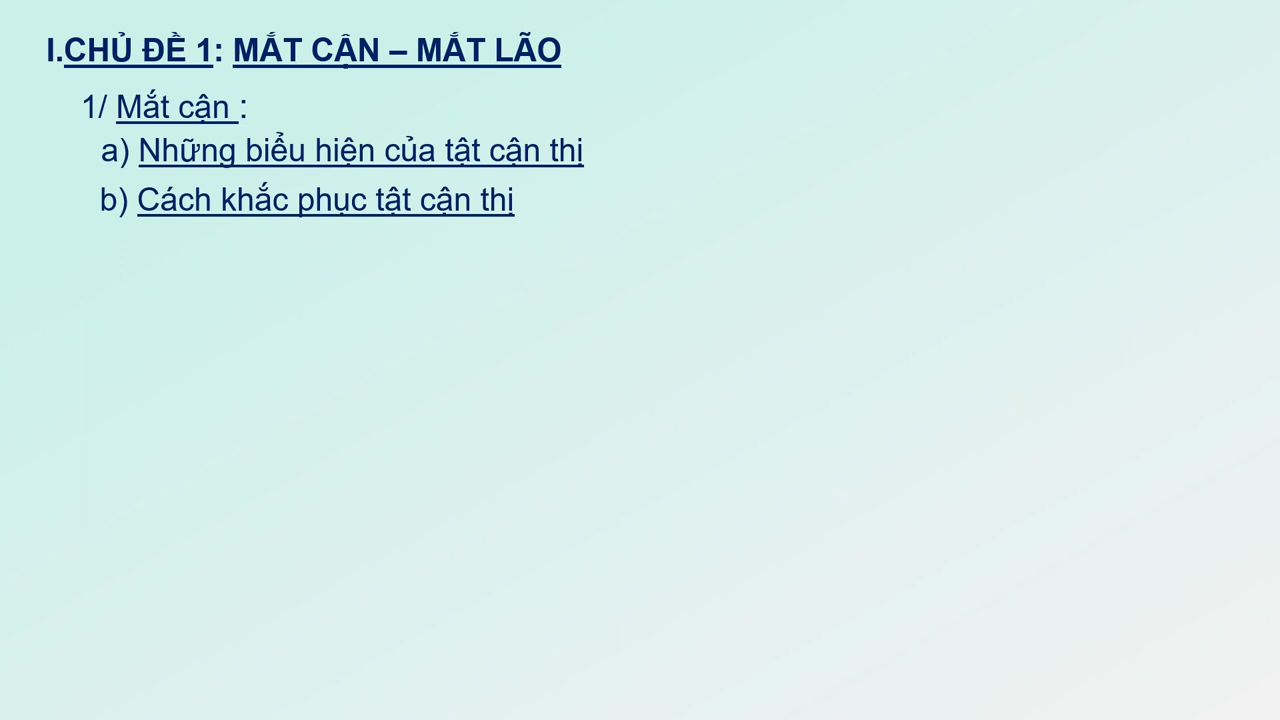 I.CHỦ ĐỀ 1: MẮT CẬN – MẮT LÃO
1/ Mắt cận :
a) Những biểu hiện của tật cận thị
b) Cách khắc phục tật cận thị